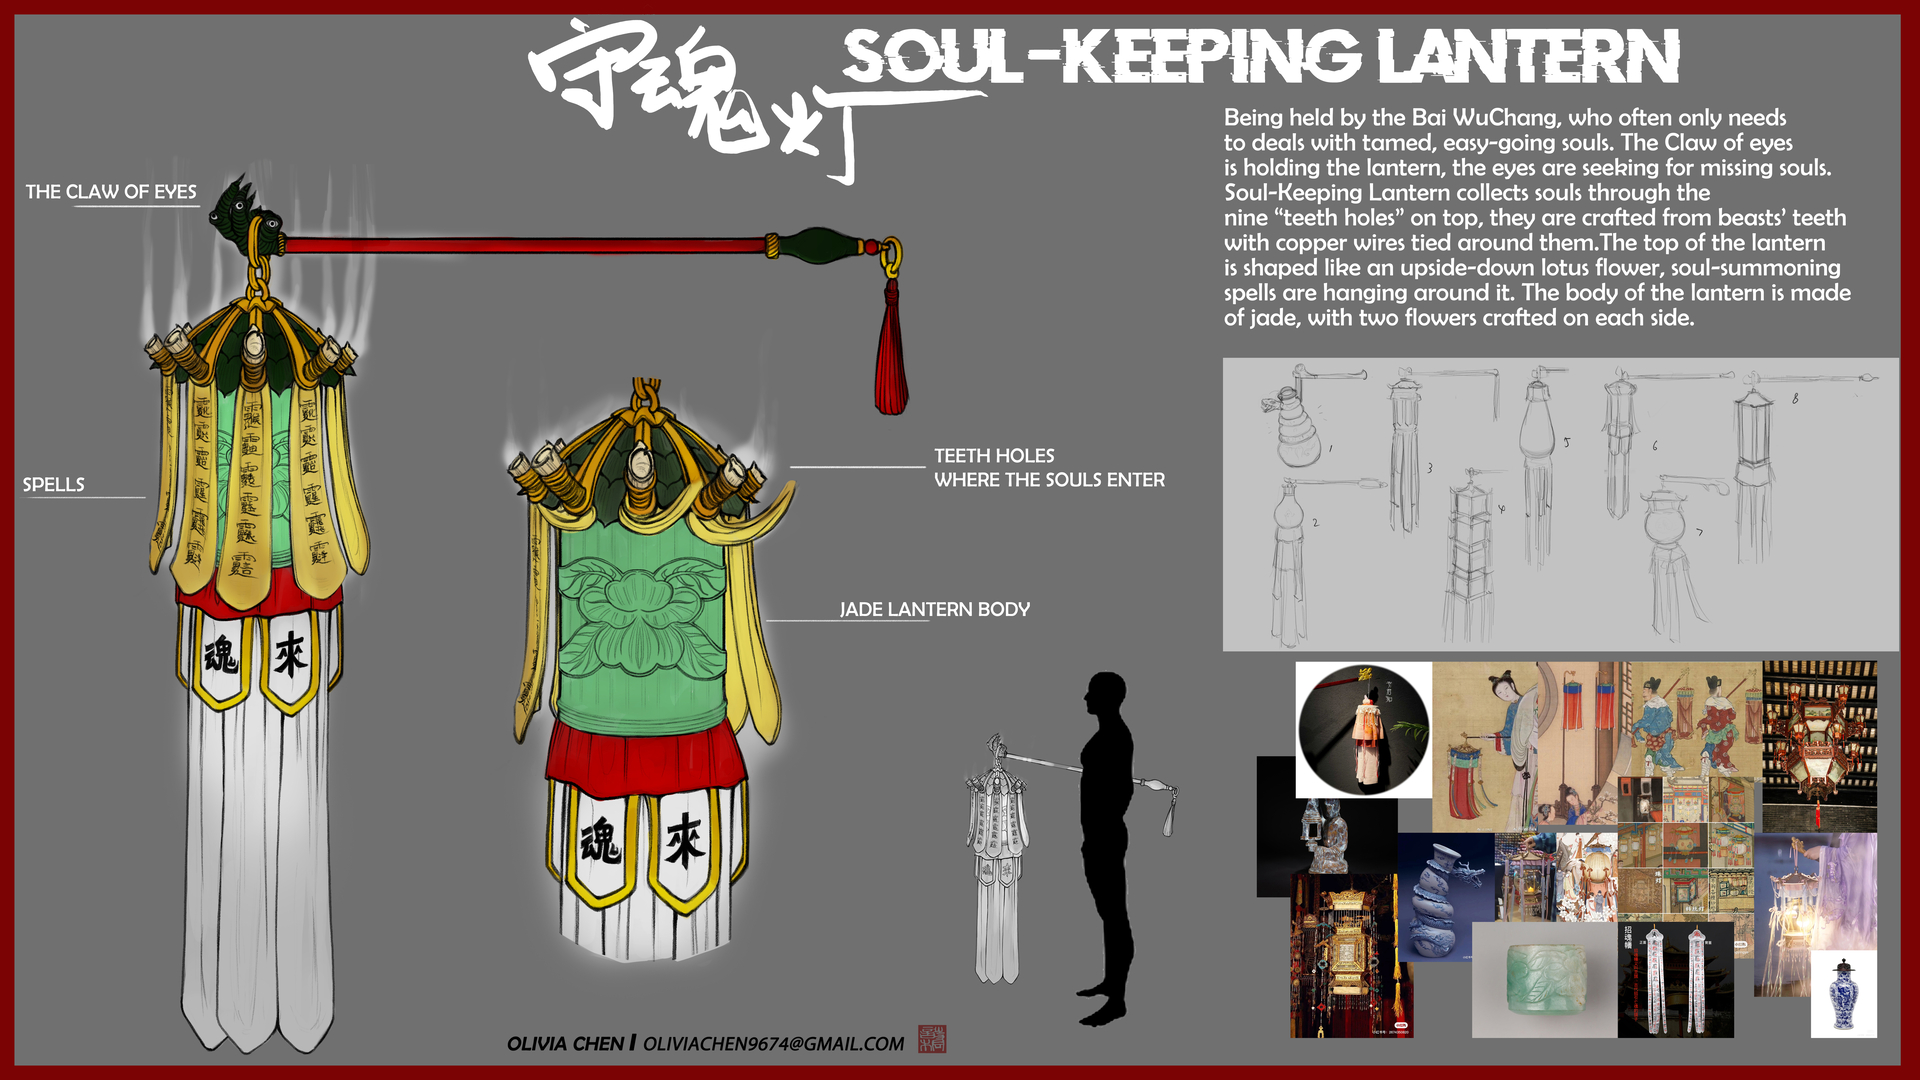 守魂灯
SOUL-KEEPING LANTERN
Being held by the Bai WuChang, who often only needs
to deals with tamed, easy-going souls. The Claw of eyes
is holding the lantern, the eyes are seeking for missing souls.
Soul-Keeping Lantern collects souls through the
nine “teeth holes” on top, they are crafted from beasts’ teeth
with copper wires tied around them.The top of the lantern
is shaped like an upside-down lotus flower, soul-summoning
spells are hanging around it. The body of the lantern is made
of jade, with two flowers crafted on each side.
THE CLAW OF EYES
SPELLS
TEETH HOLES
WHERE THE SOULS ENTER
JADE LANTERN BODY
魂 來
魂 來
1
2
3
4
5
6
7
8
招魂幡
OLIVIA CHEN I OLIVIACHEN9674@GMAIL.COM